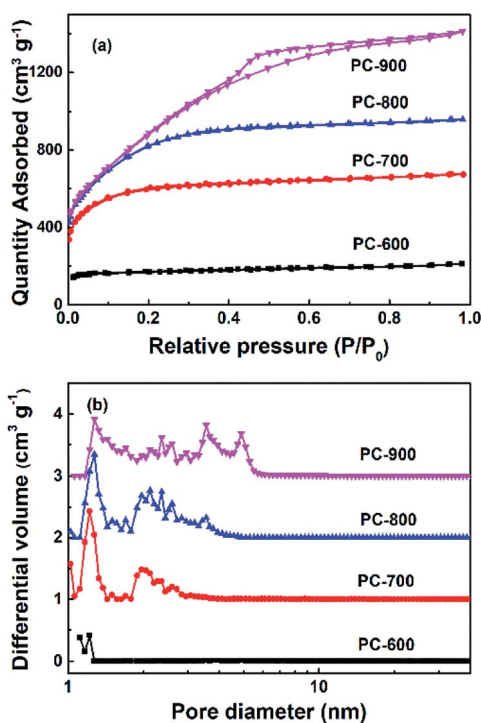 (a)
PC-900
PC-800
PC-700
PC-600
Quantity Adsorbed (cm³ g⁻¹)
1200
800
400
0
0.0 0.2 0.4 0.6 0.8 1.0
Relative pressure (P/P₀)
(b)
PC-900
PC-800
PC-700
PC-600
Differential volume (cm³ g⁻¹)
4
3
2
1
0
1 10
Pore diameter (nm)